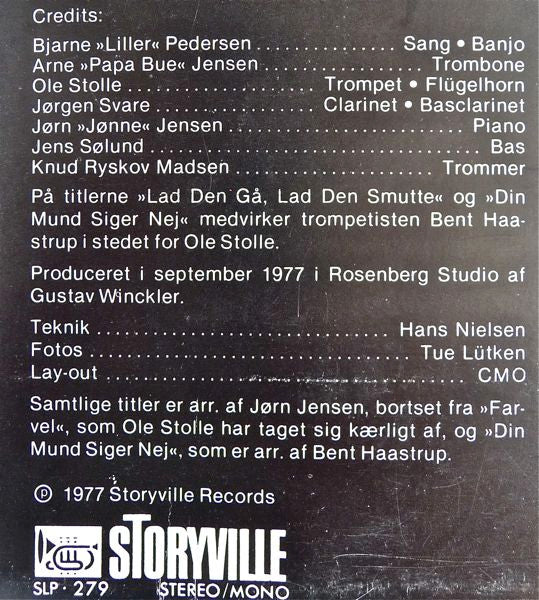 Credits:
Bjarne »Liller« Pedersen ............... Sang • Banjo
Arne »Papa Bue« Jensen .................. Trombone
Ole Stolle ........................ Trompet • Flügelhorn
Jørgen Svare ..................... Clarinet • Basclarinet
Jørn »Jønne« Jensen ......................... Piano
Jens Sølund .................................. Bas
Knud Ryskov Madsen ..................... Trommer
På titlerne »Lad Den Gå, Lad Den Smutte« og »Din
Mund Siger Nej« medvirker trompetisten Bent Haa-
strup i stedet for Ole Stolle.
Produceret i september 1977 i Rosenberg Studio af
Gustav Winckler.
Teknik ................................ Hans Nielsen
Fotos .................................. Tue Lütken
Lay-out ..................................... CMO
Samtlige titler er arr. af Jørn Jensen, bortset fra »Far-
vel«, som Ole Stolle har taget sig kærligt af, og »Din
Mund Siger Nej«, som er arr. af Bent Haastrup.
℗ 1977 Storyville Records
STORYVILLE
SLP · 279 STEREO/MONO